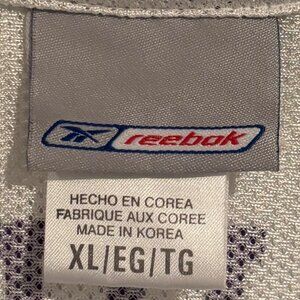 reebok
HECHO EN COREA
FABRIQUE AUX COREE
MADE IN KOREA
XL/EG/TG